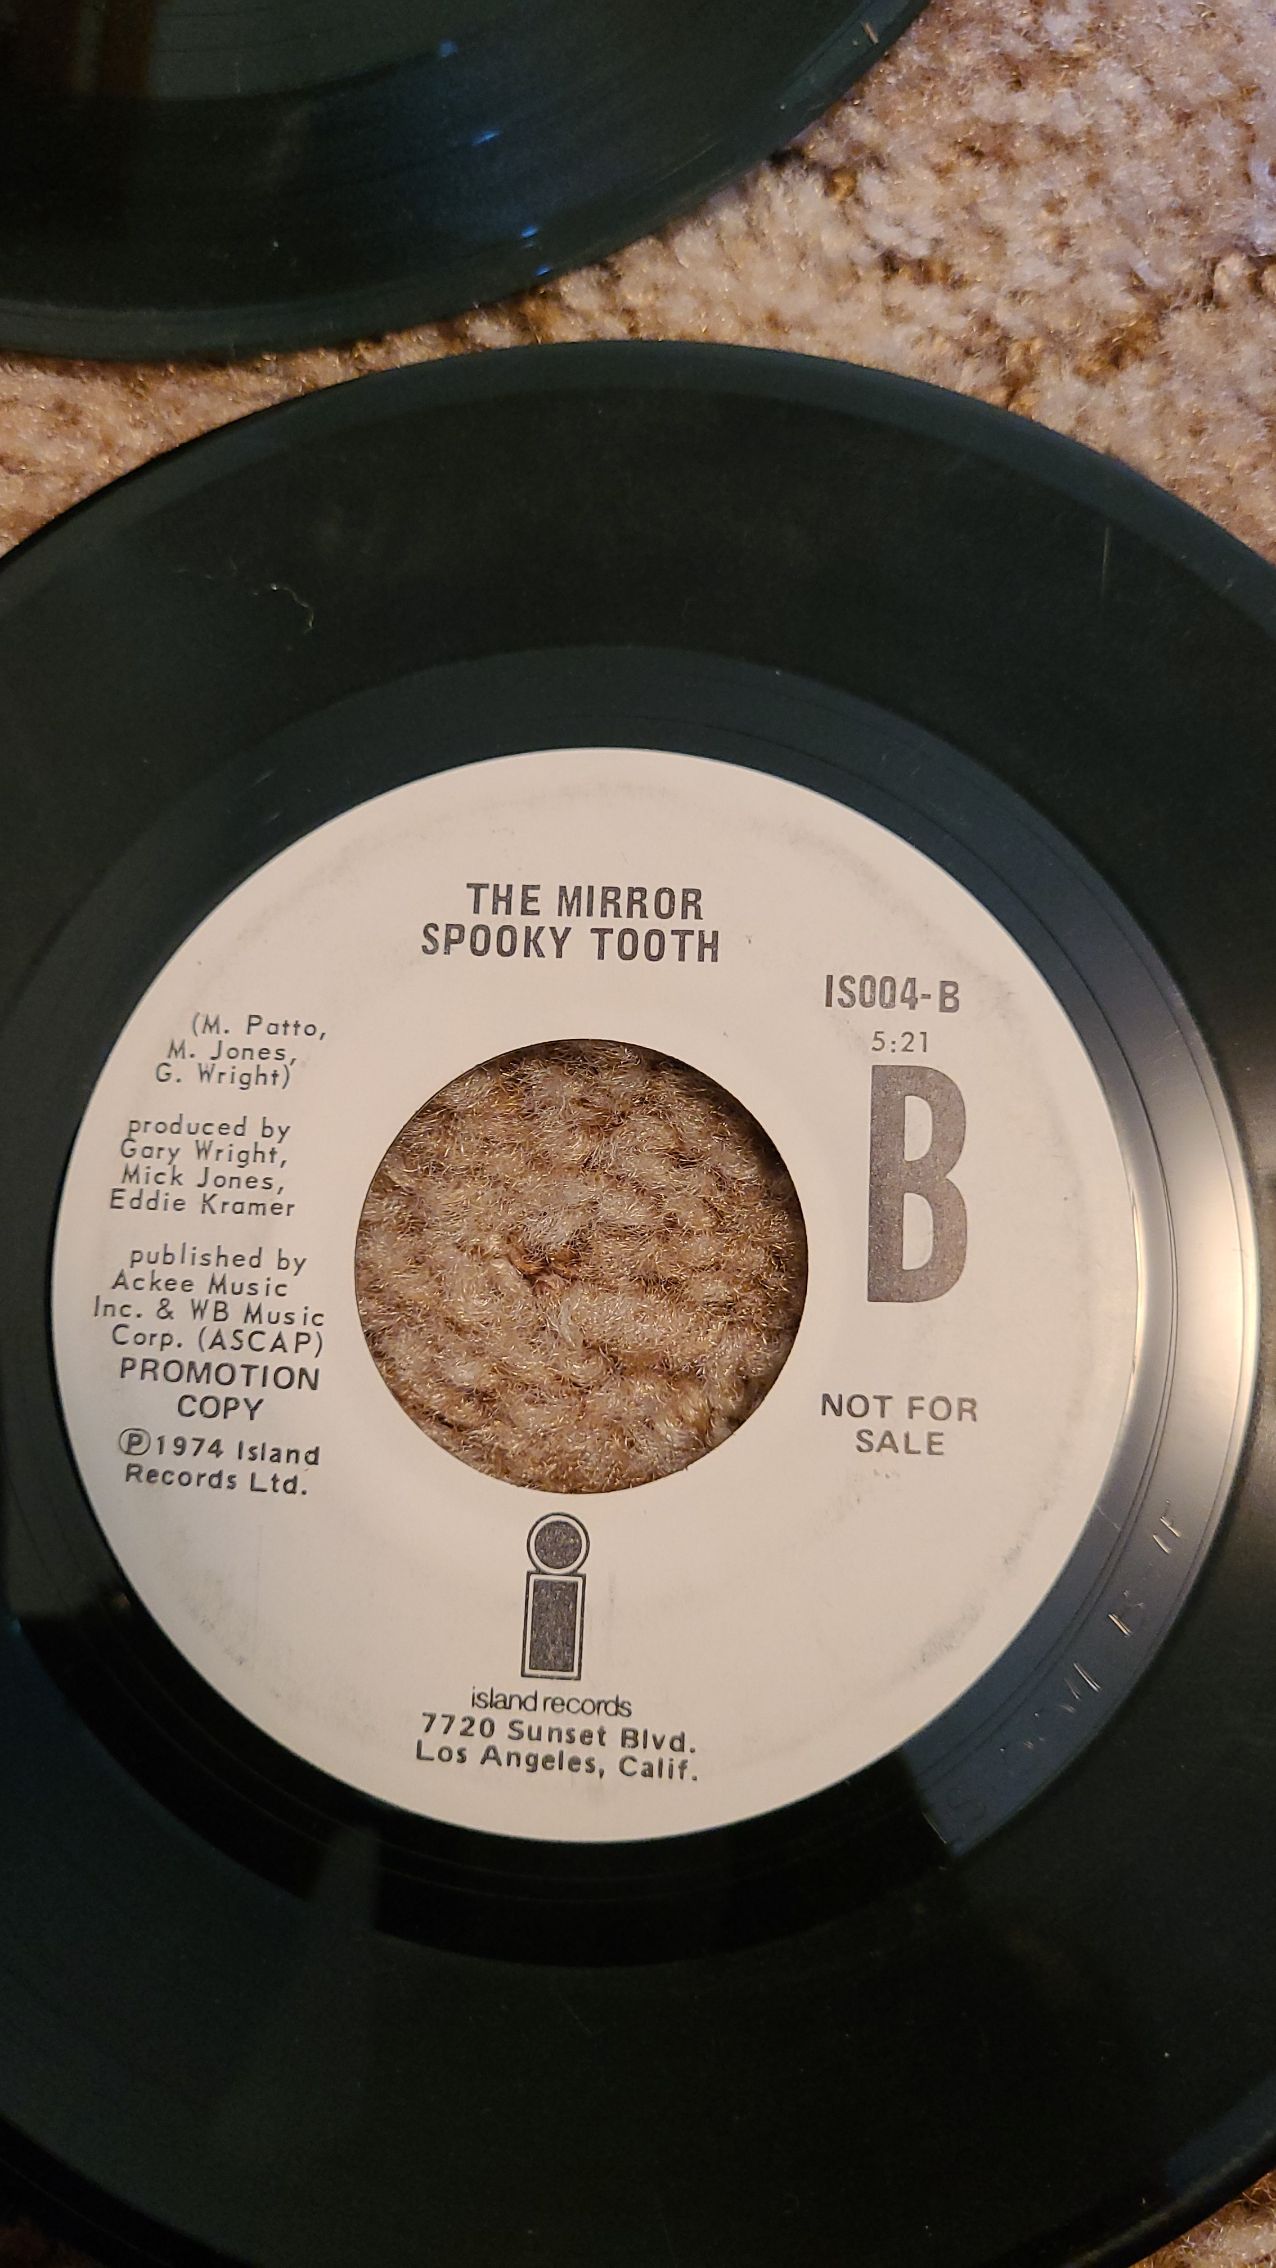 THE MIRROR
SPOOKY TOOTH
IS004-B
5:21
B
(M. Patto,
M. Jones,
G. Wright)
produced by
Gary Wright,
Mick Jones,
Eddie Kramer
published by
Ackee Music
Inc. & WB Music
Corp. (ASCAP)
PROMOTION
COPY
℗1974 Island
Records Ltd.
NOT FOR
SALE
i
island records
7720 Sunset Blvd.
Los Angeles, Calif.